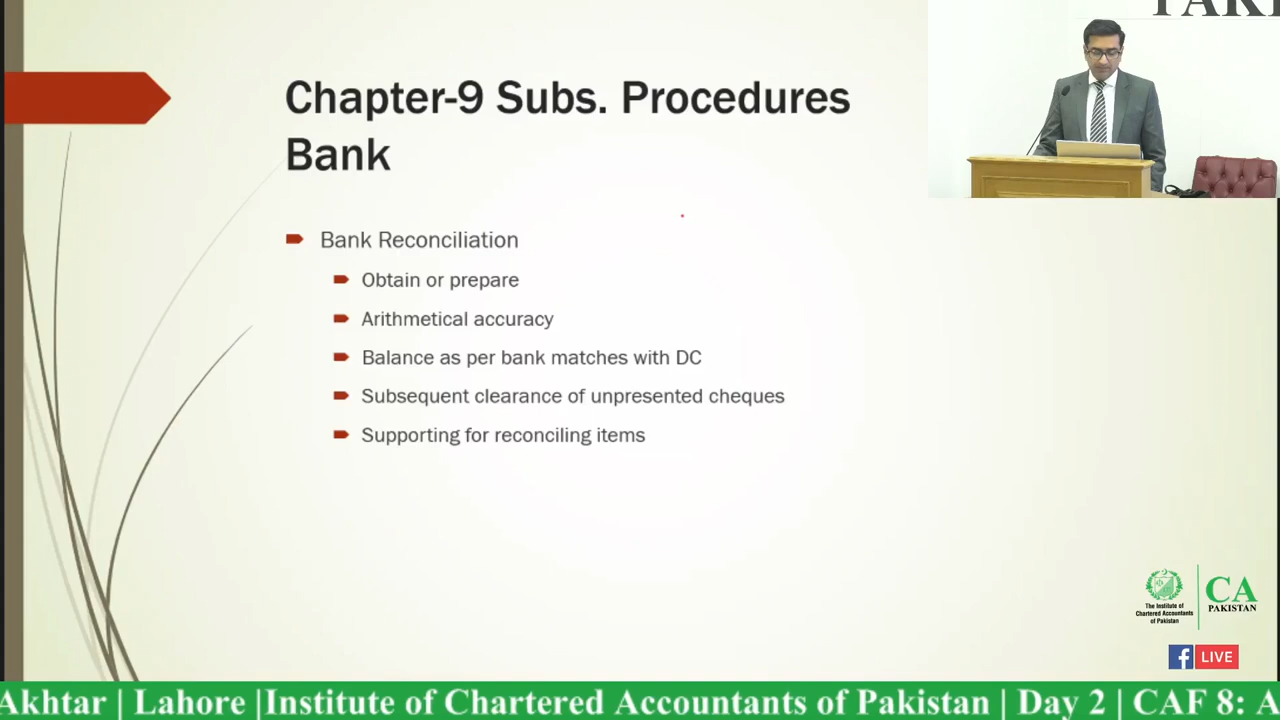 Chapter-9 Subs. Procedures
Bank
Bank Reconciliation
Obtain or prepare
Arithmetical accuracy
Balance as per bank matches with DC
Subsequent clearance of unpresented cheques
Supporting for reconciling items
The Institute of
Chartered Accountants
of Pakistan
CA
PAKISTAN
LIVE
Akhtar | Lahore |Institute of Chartered Accountants of Pakistan | Day 2 | CAF 8: A